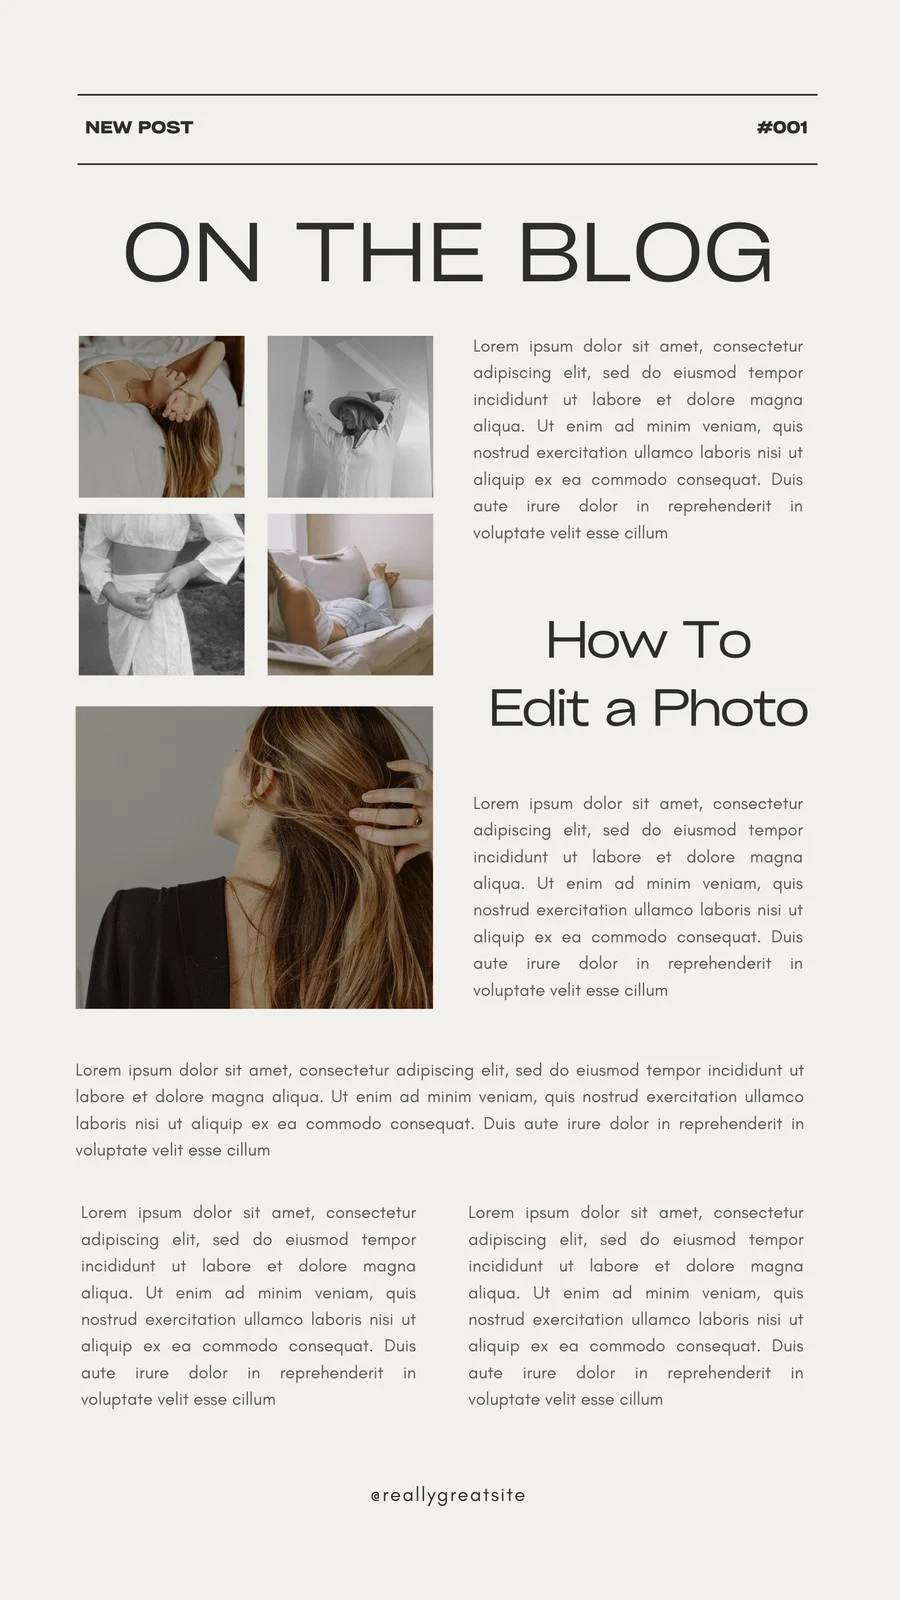 NEW POST
#001
ON THE BLOG
Lorem ipsum dolor sit amet, consectetur
adipiscing elit, sed do eiusmod tempor
incididunt ut labore et dolore magna
aliqua. Ut enim ad minim veniam, quis
nostrud exercitation ullamco laboris nisi ut
aliquip ex ea commodo consequat. Duis
aute irure dolor in reprehenderit in
voluptate velit esse cillum
How To
Edit a Photo
Lorem ipsum dolor sit amet, consectetur
adipiscing elit, sed do eiusmod tempor
incididunt ut labore et dolore magna
aliqua. Ut enim ad minim veniam, quis
nostrud exercitation ullamco laboris nisi ut
aliquip ex ea commodo consequat. Duis
aute irure dolor in reprehenderit in
voluptate velit esse cillum
Lorem ipsum dolor sit amet, consectetur adipiscing elit, sed do eiusmod tempor incididunt ut
labore et dolore magna aliqua. Ut enim ad minim veniam, quis nostrud exercitation ullamco
laboris nisi ut aliquip ex ea commodo consequat. Duis aute irure dolor in reprehenderit in
voluptate velit esse cillum
Lorem ipsum dolor sit amet, consectetur
adipiscing elit, sed do eiusmod tempor
incididunt ut labore et dolore magna
aliqua. Ut enim ad minim veniam, quis
nostrud exercitation ullamco laboris nisi ut
aliquip ex ea commodo consequat. Duis
aute irure dolor in reprehenderit in
voluptate velit esse cillum
Lorem ipsum dolor sit amet, consectetur
adipiscing elit, sed do eiusmod tempor
incididunt ut labore et dolore magna
aliqua. Ut enim ad minim veniam, quis
nostrud exercitation ullamco laboris nisi ut
aliquip ex ea commodo consequat. Duis
aute irure dolor in reprehenderit in
voluptate velit esse cillum
@reallygreatsite